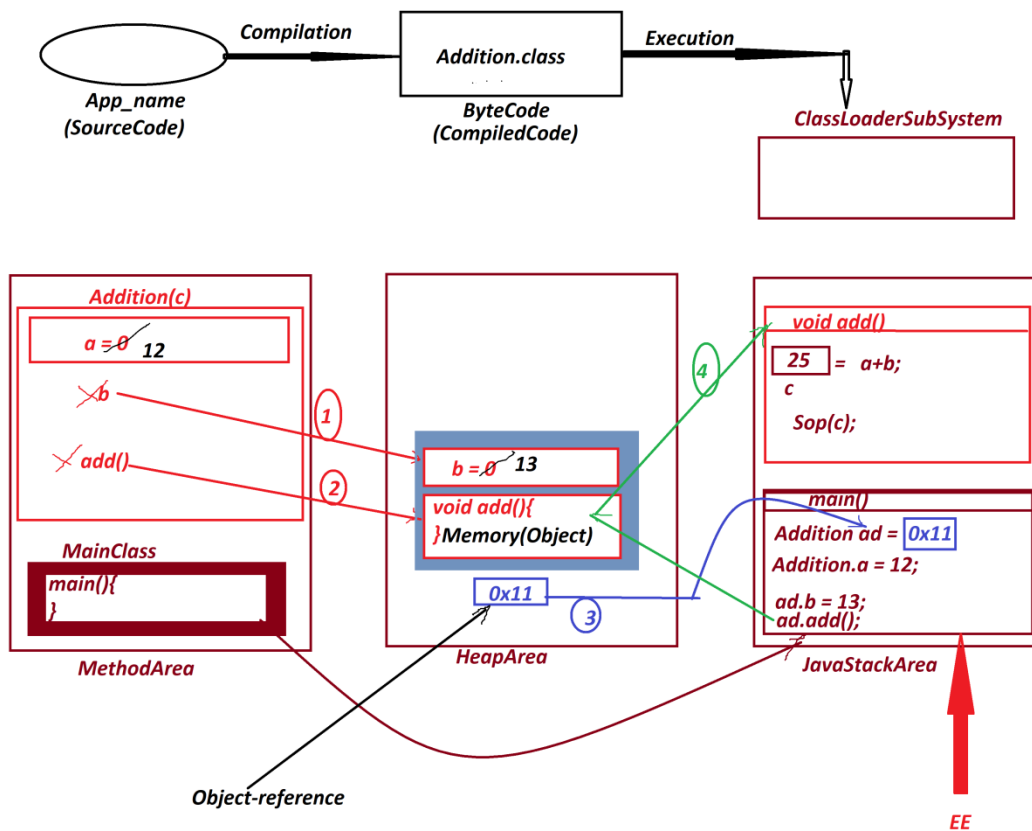 Compilation
Execution
Addition.class
App_name
(SourceCode)
ByteCode
(CompiledCode)
ClassLoaderSubSystem
Addition(c)
a = 0 12
b
add()
1
2
MainClass
main(){
}
MethodArea
b = 0 13
void add(){
}Memory(Object)
0x11
3
HeapArea
4
void add()
25 = a+b;
c
Sop(c);
main()
Addition ad = 0x11
Addition.a = 12;
ad.b = 13;
ad.add();
JavaStackArea
Object-reference
EE